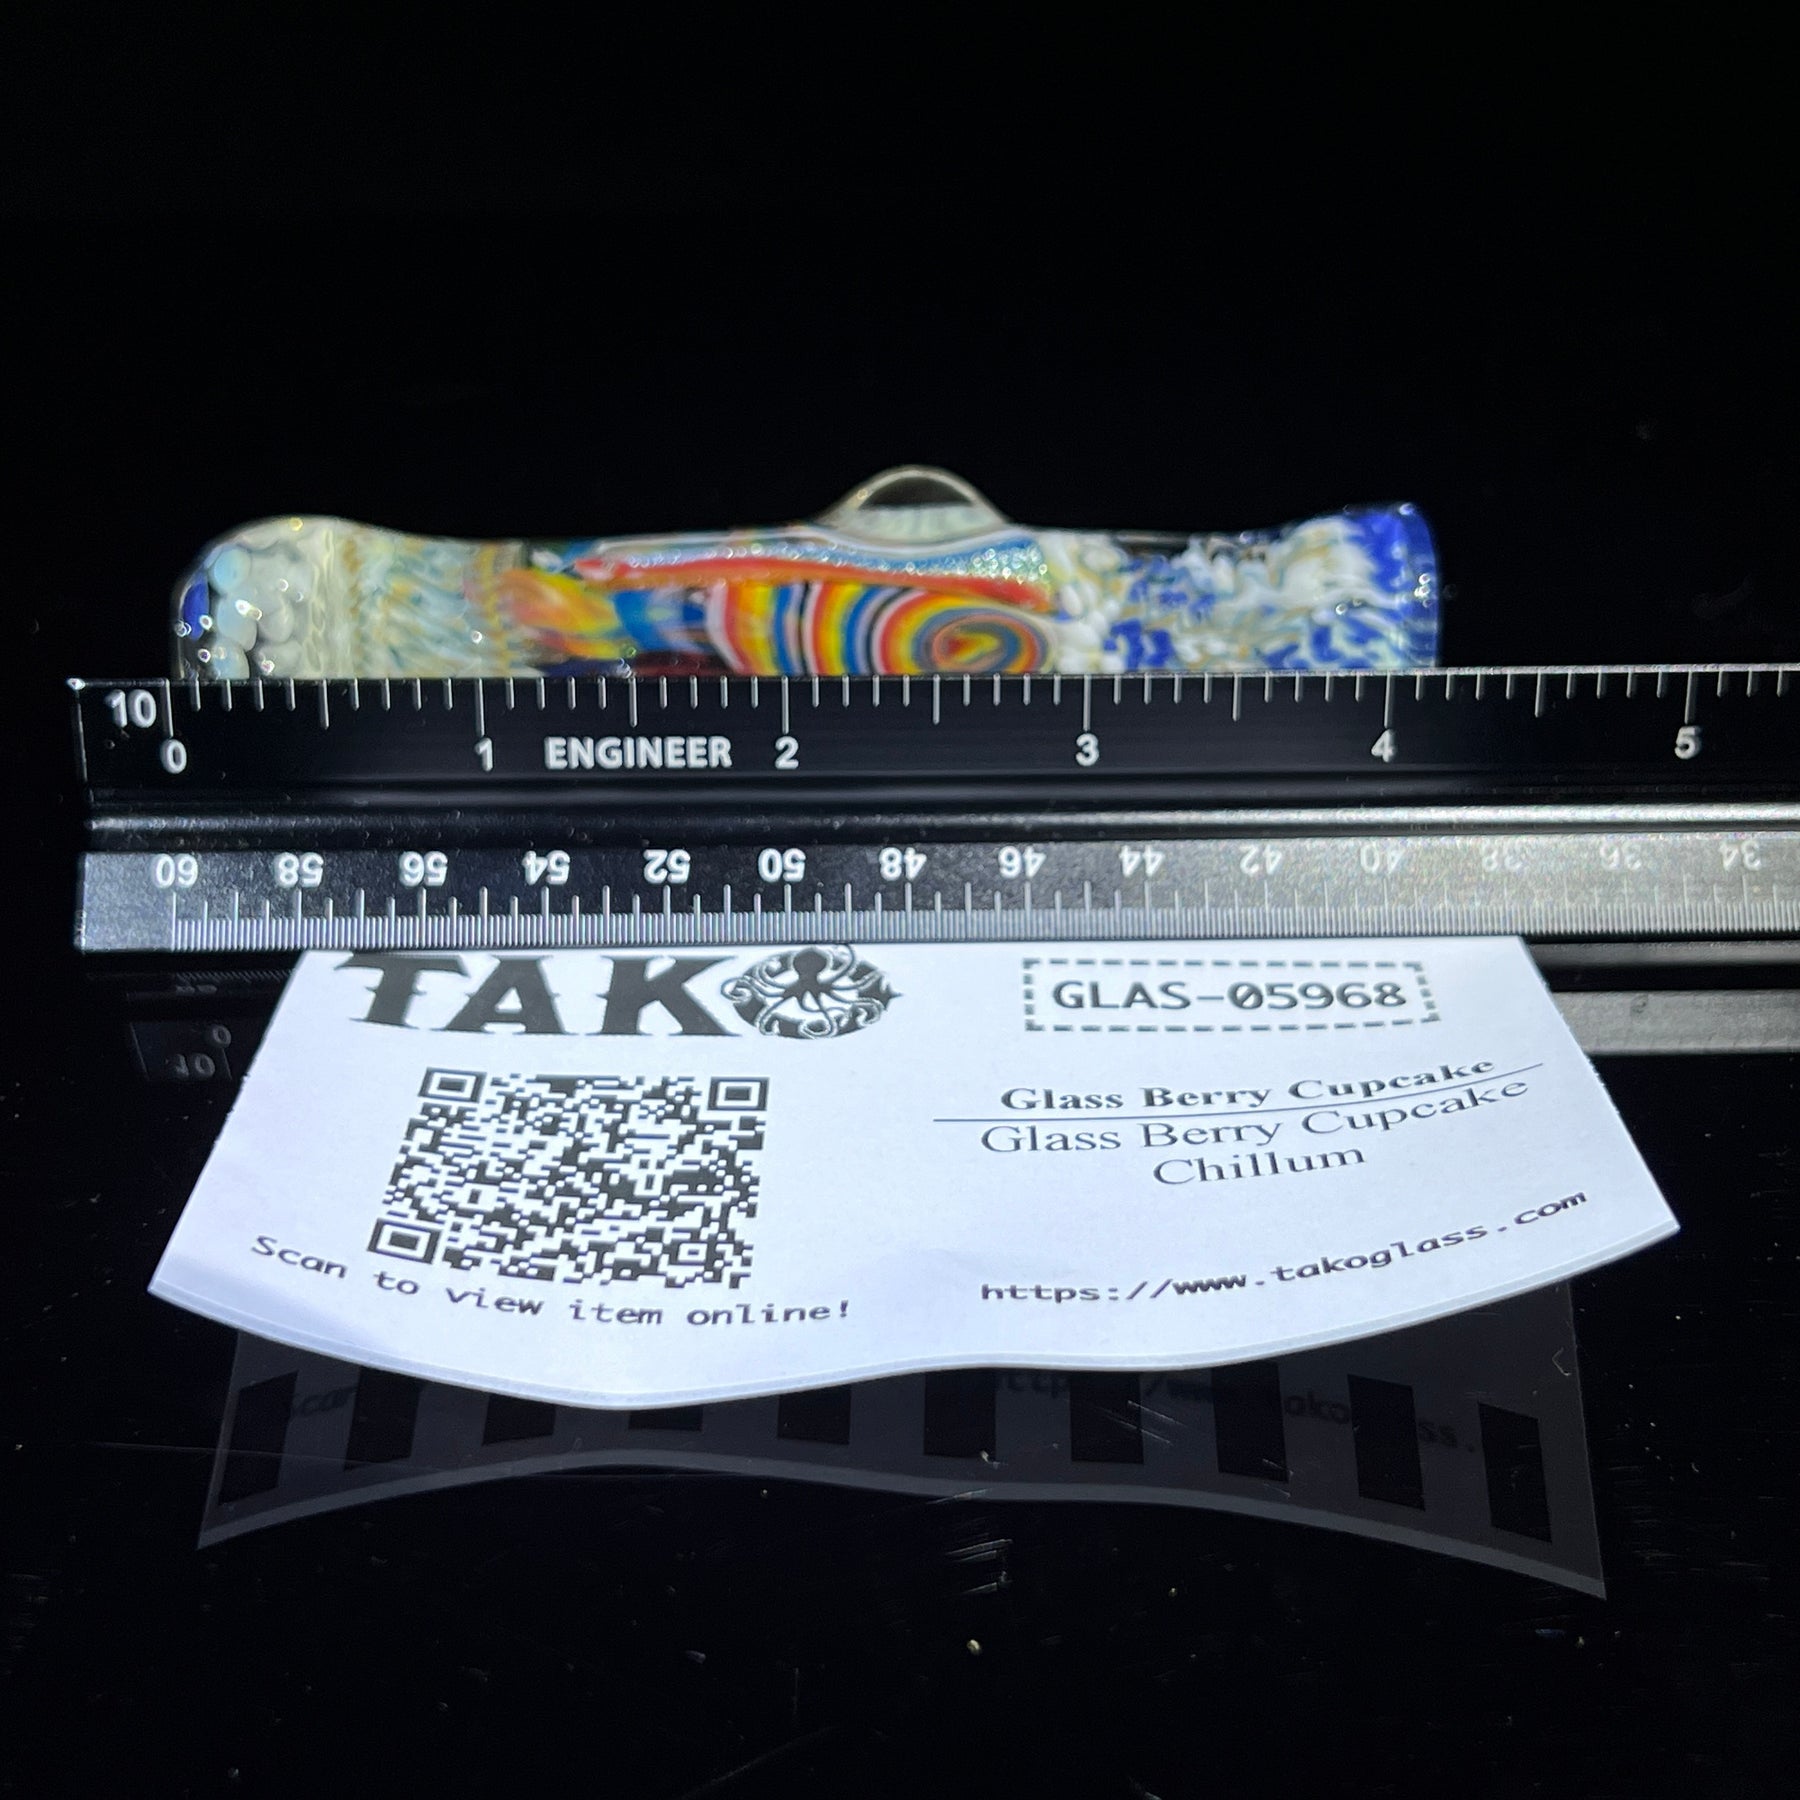 10
0 1 ENGINEER 2 3 4 5
60 58 56 54 52 50 48 46 44 42 40 38 36 34
TAKO
GLAS-05968
Glass Berry Cupcake
Glass Berry Cupcake
Chillum
Scan to view item online!
https://www.takoglass.com